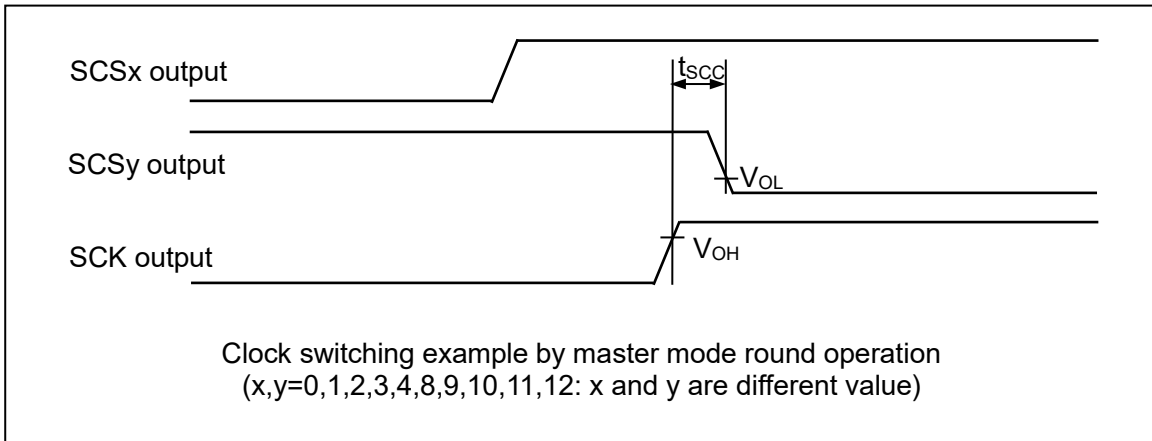 SCSx output
tSCC
SCSy output
VOL
SCK output
VOH
Clock switching example by master mode round operation
(x,y=0,1,2,3,4,8,9,10,11,12: x and y are different value)